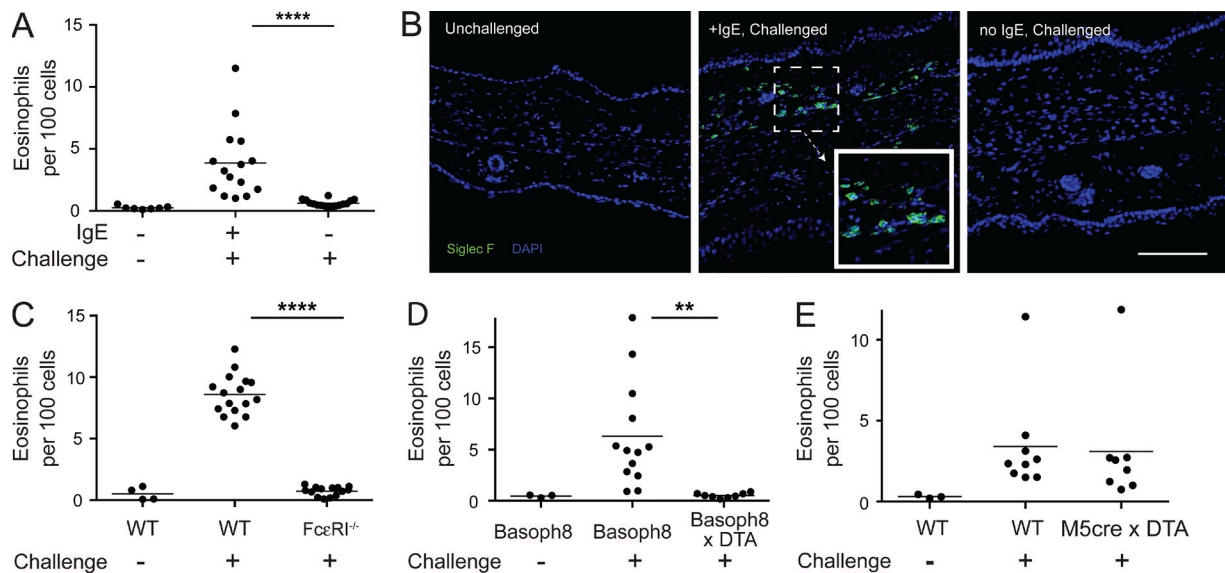 A
Eosinophils
per 100 cells
15
10
5
0
****
IgE - + -
Challenge - + +
B
Unchallenged
+IgE, Challenged
no IgE, Challenged
Siglec F DAPI
C
Eosinophils
per 100 cells
15
10
5
0
****
WT WT FcεRI-/-
Challenge - + +
D
Eosinophils
per 100 cells
15
10
5
0
**
Basoph8 Basoph8 Basoph8
x DTA
Challenge - + +
E
Eosinophils
per 100 cells
10
5
0
WT WT M5cre x DTA
Challenge - + +